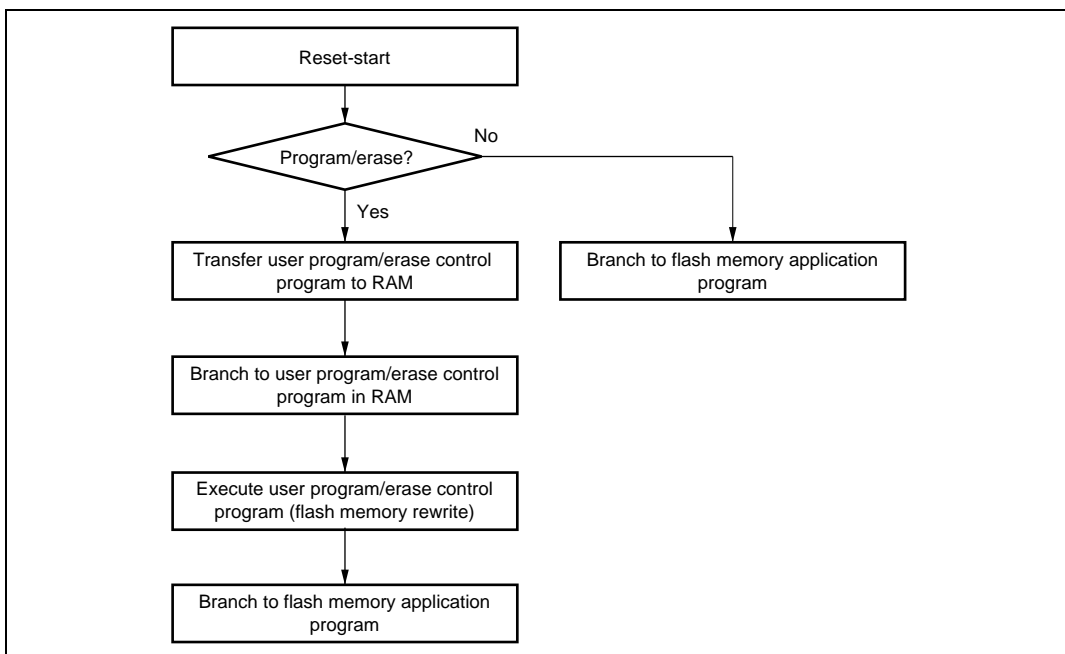 Reset-start
Program/erase?
No
Yes
Transfer user program/erase control
program to RAM
Branch to flash memory application
program
Branch to user program/erase control
program in RAM
Execute user program/erase control
program (flash memory rewrite)
Branch to flash memory application
program